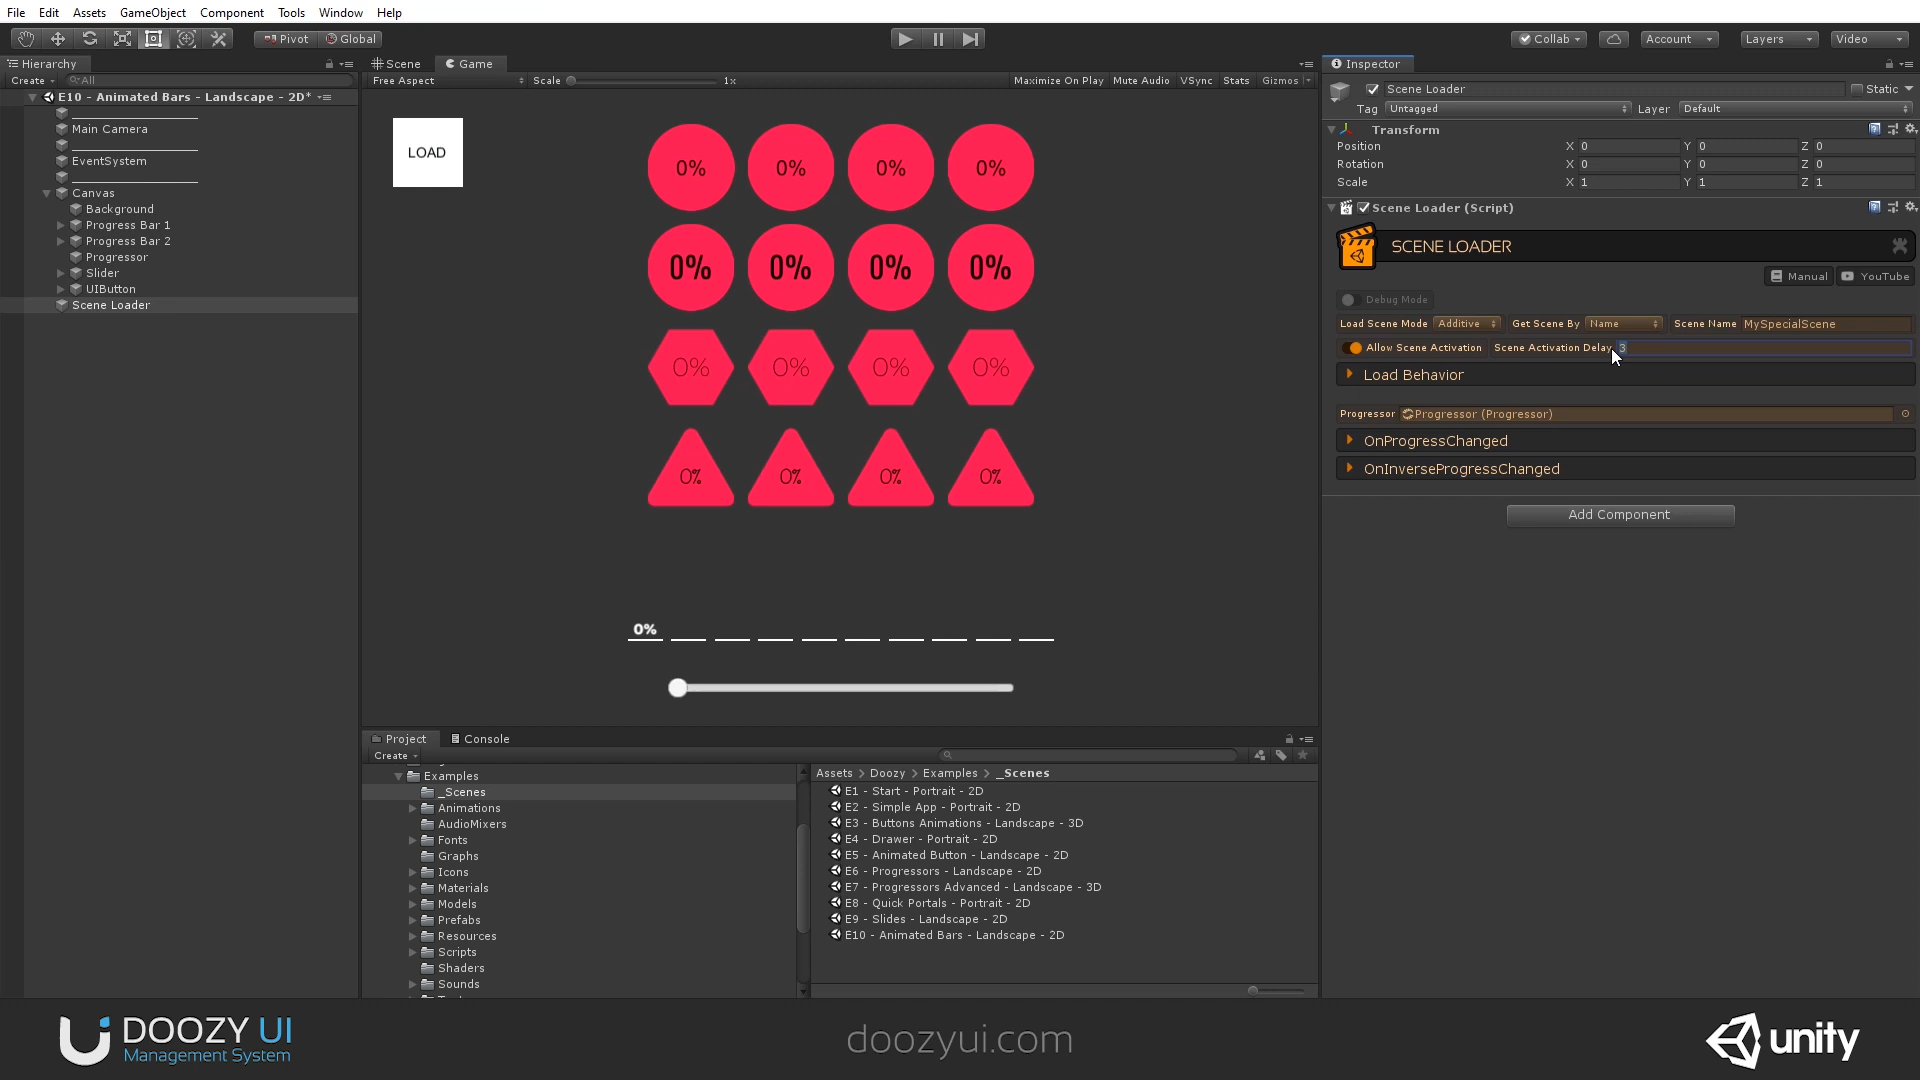 File Edit Assets GameObject Component Tools Window Help
Pivot Global
Collab Account Layers Video
Hierarchy
Create All
E10 - Animated Bars - Landscape - 2D*
Main Camera
EventSystem
Canvas
Background
Progress Bar 1
Progress Bar 2
Progressor
Slider
UIButton
Scene Loader
Scene Game
Free Aspect Scale 1x Maximize On Play Mute Audio VSync Stats Gizmos
LOAD
0% 0% 0% 0%
0% 0% 0% 0%
0% 0% 0% 0%
0% 0% 0% 0%
0%
Project Console
Create
Examples
_Scenes
Animations
AudioMixers
Fonts
Graphs
Icons
Materials
Models
Prefabs
Resources
Scripts
Shaders
Sounds
Assets > Doozy > Examples > _Scenes
E1 - Start - Portrait - 2D
E2 - Simple App - Portrait - 2D
E3 - Buttons Animations - Landscape - 3D
E4 - Drawer - Portrait - 2D
E5 - Animated Button - Landscape - 2D
E6 - Progressors - Landscape - 2D
E7 - Progressors Advanced - Landscape - 3D
E8 - Quick Portals - Portrait - 2D
E9 - Slides - Landscape - 2D
E10 - Animated Bars - Landscape - 2D
Inspector
Scene Loader Static
Tag Untagged Layer Default
Transform
Position X 0 Y 0 Z 0
Rotation X 0 Y 0 Z 0
Scale X 1 Y 1 Z 1
Scene Loader (Script)
SCENE LOADER
Manual YouTube
Debug Mode
Load Scene Mode Additive Get Scene By Name Scene Name MySpecialScene
Allow Scene Activation Scene Activation Delay 3
Load Behavior
Progressor Progressor (Progressor)
OnProgressChanged
OnInverseProgressChanged
Add Component
DOOZY UI
Management System
doozyui.com
unity